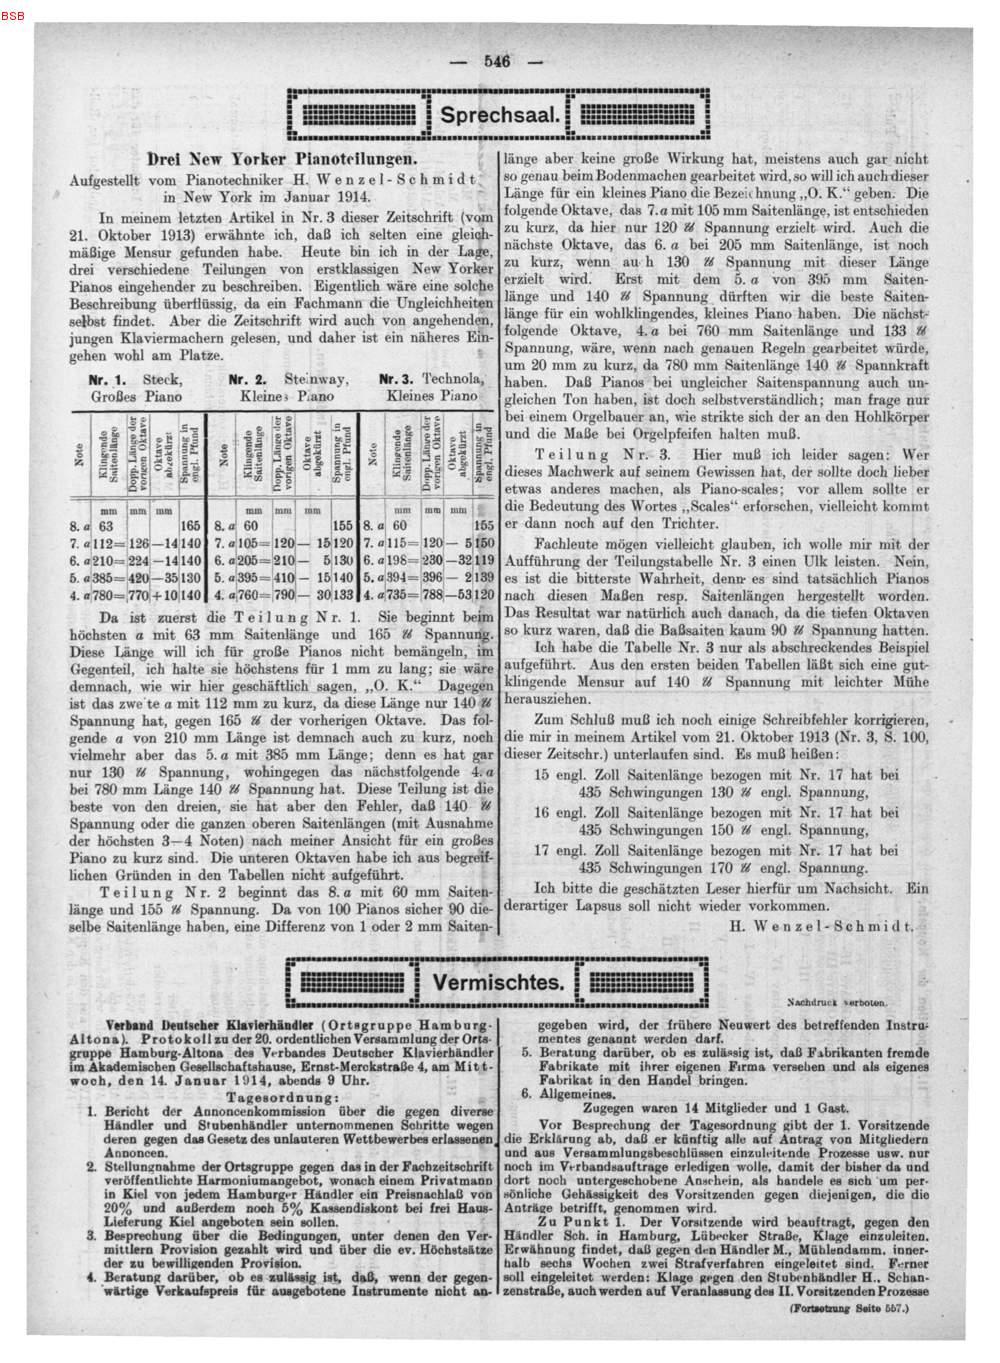 BSB
— 546 —
Sprechsaal.
Drei New Yorker Pianoteilungen.
Aufgestellt vom Pianotechniker H. Wenzel-Schmidt
in New York im Januar 1914.
In meinem letzten Artikel in Nr. 3 dieser Zeitschrift (vom
21. Oktober 1913) erwähnte ich, daß ich selten eine gleich-
mäßige Mensur gefunden habe. Heute bin ich in der Lage,
drei verschiedene Teilungen von erstklassigen New Yorker
Pianos eingehender zu beschreiben. Eigentlich wäre eine solche
Beschreibung überflüssig, da ein Fachmann die Ungleichheiten
selbst findet. Aber die Zeitschrift wird auch von angehenden,
jungen Klaviermachern gelesen, und daher ist ein näheres Ein-
gehen wohl am Platze.
Nr. 1. Steck, Nr. 2. Steinway, Nr. 3. Technola,
Großes Piano Kleines Piano Kleines Piano
Note Klingende Saitenlänge Dopp. Länge der vorigen Oktave Oktave abgekürzt Spannung in engl. Pfund Note Klingende Saitenlänge Dopp. Länge der vorigen Oktave Oktave abgekürzt Spannung in engl. Pfund Note Klingende Saitenlänge Dopp. Länge der vorigen Oktave Oktave abgekürzt Spannung in engl. Pfund
mm mm mm mm mm mm mm mm mm
8. a 63 165 8. a 60 155 8. a 60 155
7. a 112= 126 —14 140 7. a 105= 120 — 15 120 7. a 115= 120 — 5 150
6. a 210= 224 —14 140 6. a 205= 210 — 5 130 6. a 198= 230 —32 119
5. a 385= 420 —35 130 5. a 395= 410 — 15 140 5. a 394= 396 — 2 139
4. a 780= 770 +10 140 4. a 760= 790 — 30 133 4. a 735= 788 —53 120
Da ist zuerst die Teilung Nr. 1. Sie beginnt beim
höchsten a mit 63 mm Saitenlänge und 165 ℔ Spannung.
Diese Länge will ich für große Pianos nicht bemängeln, im
Gegenteil, ich halte sie höchstens für 1 mm zu lang; sie wäre
demnach, wie wir hier geschäftlich sagen, „O. K.“ Dagegen
ist das zweite a mit 112 mm zu kurz, da diese Länge nur 140 ℔
Spannung hat, gegen 165 ℔ der vorherigen Oktave. Das fol-
gende a von 210 mm Länge ist demnach auch zu kurz, noch
vielmehr aber das 5. a mit 385 mm Länge; denn es hat gar
nur 130 ℔ Spannung, wohingegen das nächstfolgende 4. a
bei 780 mm Länge 140 ℔ Spannung hat. Diese Teilung ist die
beste von den dreien, sie hat aber den Fehler, daß 140 ℔
Spannung oder die ganzen oberen Saitenlängen (mit Ausnahme
der höchsten 3—4 Noten) nach meiner Ansicht für ein großes
Piano zu kurz sind. Die unteren Oktaven habe ich aus begreif-
lichen Gründen in den Tabellen nicht aufgeführt.
Teilung Nr. 2 beginnt das 8. a mit 60 mm Saiten-
länge und 155 ℔ Spannung. Da von 100 Pianos sicher 90 die-
selbe Saitenlänge haben, eine Differenz von 1 oder 2 mm Saiten-
länge aber keine große Wirkung hat, meistens auch gar nicht
so genau beim Bodenmachen gearbeitet wird, so will ich auch dieser
Länge für ein kleines Piano die Bezeichnung „O. K.“ geben. Die
folgende Oktave, das 7. a mit 105 mm Saitenlänge, ist entschieden
zu kurz, da hier nur 120 ℔ Spannung erzielt wird. Auch die
nächste Oktave, das 6. a bei 205 mm Saitenlänge, ist noch
zu kurz, wenn auch 130 ℔ Spannung mit dieser Länge
erzielt wird. Erst mit dem 5. a von 395 mm Saiten-
länge und 140 ℔ Spannung dürften wir die beste Saiten-
länge für ein wohlklingendes, kleines Piano haben. Die nächst-
folgende Oktave, 4. a bei 760 mm Saitenlänge und 133 ℔
Spannung, wäre, wenn nach genauen Regeln gearbeitet würde,
um 20 mm zu kurz, da 780 mm Saitenlänge 140 ℔ Spannkraft
haben. Daß Pianos bei ungleicher Saitenspannung auch un-
gleichen Ton haben, ist doch selbstverständlich; man frage nur
bei einem Orgelbauer an, wie strikte sich der an den Hohlkörper
und die Maße bei Orgelpfeifen halten muß.
Teilung Nr. 3. Hier muß ich leider sagen: Wer
dieses Machwerk auf seinem Gewissen hat, der sollte doch lieber
etwas anderes machen, als Piano-scales; vor allem sollte er
die Bedeutung des Wortes „Scales“ erforschen, vielleicht kommt
er dann noch auf den Trichter.
Fachleute mögen vielleicht glauben, ich wolle mir mit der
Aufführung der Teilungstabelle Nr. 3 einen Ulk leisten. Nein,
es ist die bitterste Wahrheit, denn es sind tatsächlich Pianos
nach diesen Maßen resp. Saitenlängen hergestellt worden.
Das Resultat war natürlich auch danach, da die tiefen Oktaven
so kurz waren, daß die Baßsaiten kaum 90 ℔ Spannung hatten.
Ich habe die Tabelle Nr. 3 nur als abschreckendes Beispiel
aufgeführt. Aus den ersten beiden Tabellen läßt sich eine gut-
klingende Mensur auf 140 ℔ Spannung mit leichter Mühe
herausziehen.
Zum Schluß muß ich noch einige Schreibfehler korrigieren,
die mir in meinem Artikel vom 21. Oktober 1913 (Nr. 3, S. 100,
dieser Zeitschr.) unterlaufen sind. Es muß heißen:
15 engl. Zoll Saitenlänge bezogen mit Nr. 17 hat bei
435 Schwingungen 130 ℔ engl. Spannung,
16 engl. Zoll Saitenlänge bezogen mit Nr. 17 hat bei
435 Schwingungen 150 ℔ engl. Spannung,
17 engl. Zoll Saitenlänge bezogen mit Nr. 17 hat bei
435 Schwingungen 170 ℔ engl. Spannung.
Ich bitte die geschätzten Leser hierfür um Nachsicht. Ein
derartiger Lapsus soll nicht wieder vorkommen.
H. Wenzel-Schmidt.
Vermischtes.
Nachdruck verboten.
Verband Deutscher Klavierhändler (Ortsgruppe Hamburg-
Altona). Protokoll zu der 20. ordentlichen Versammlung der Orts-
gruppe Hamburg-Altona des Verbandes Deutscher Klavierhändler
im Akademischen Gesellschaftshause, Ernst-Merckstraße 4, am Mitt-
woch, den 14. Januar 1914, abends 9 Uhr.
Tagesordnung:
1. Bericht der Annoncenkommission über die gegen diverse
Händler und Stubenhändler unternommenen Schritte wegen
deren gegen das Gesetz des unlauteren Wettbewerbes erlassenen
Annoncen.
2. Stellungnahme der Ortsgruppe gegen das in der Fachzeitschrift
veröffentlichte Harmoniumangebot, wonach einem Privatmann
in Kiel von jedem Hamburger Händler ein Preisnachlaß von
20% und außerdem noch 5% Kassendiskont bei frei Haus-
Lieferung Kiel angeboten sein sollen.
3. Besprechung über die Bedingungen, unter denen den Ver-
mittlern Provision gezahlt wird und über die ev. Höchstsätze
der zu bewilligenden Provision.
4. Beratung darüber, ob es zulässig ist, daß, wenn der gegen-
wärtige Verkaufspreis für ausgebotene Instrumente nicht an-
gegeben wird, der frühere Neuwert des betreffenden Instru-
mentes genannt werden darf.
5. Beratung darüber, ob es zulässig ist, daß Fabrikanten fremde
Fabrikate mit ihrer eigenen Firma versehen und als eigenes
Fabrikat in den Handel bringen.
6. Allgemeines.
Zugegen waren 14 Mitglieder und 1 Gast.
Vor Besprechung der Tagesordnung gibt der 1. Vorsitzende
die Erklärung ab, daß er künftig alle auf Antrag von Mitgliedern
und aus Versammlungsbeschlüssen einzuleitende Prozesse usw. nur
noch im Verbandsauftrage erledigen wolle, damit der bisher da und
dort noch untergeschobene Anschein, als handele es sich um per-
sönliche Gehässigkeit des Vorsitzenden gegen diejenigen, die die
Anträge betrifft, genommen wird.
Zu Punkt 1. Der Vorsitzende wird beauftragt, gegen den
Händler Sch. in Hamburg, Lübecker Straße, Klage einzuleiten.
Erwähnung findet, daß gegen den Händler M., Mühlendamm, inner-
halb sechs Wochen zwei Strafverfahren eingeleitet sind. Ferner
soll eingeleitet werden: Klage gegen den Stubenhändler H., Schan-
zenstraße, auch werden auf Veranlassung des II. Vorsitzenden Prozesse
(Fortsetzung Seite 557.)